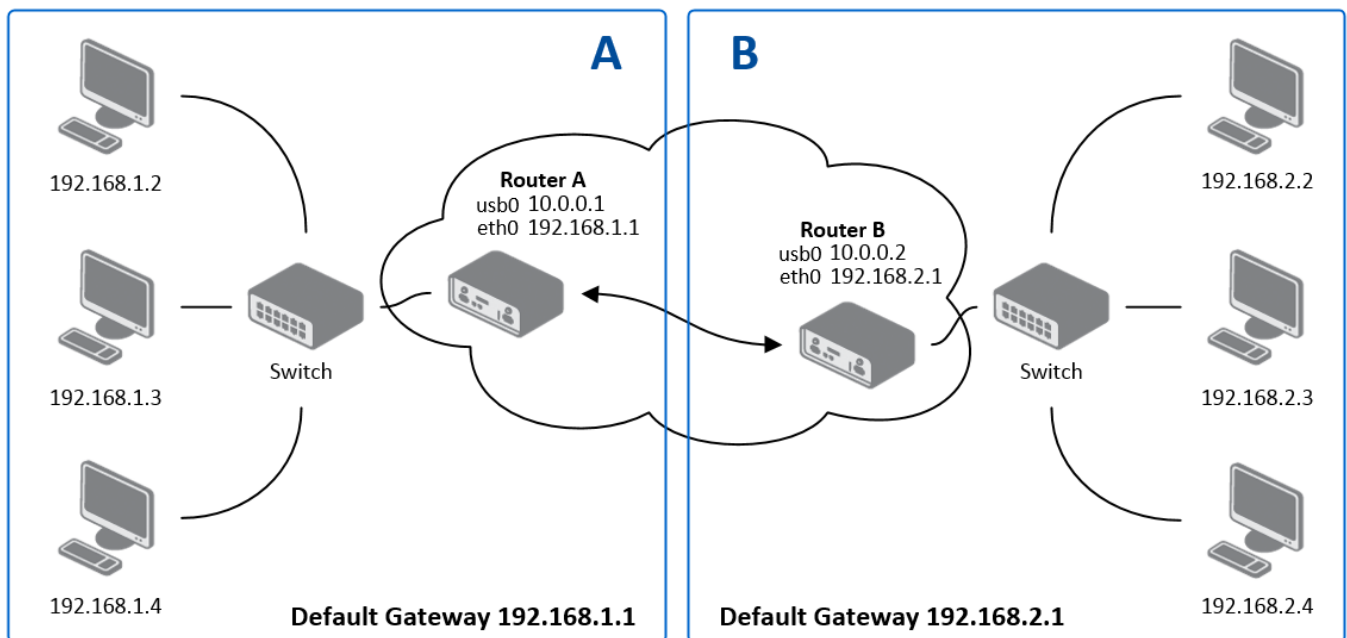 A
B
192.168.1.2
Router A
usb0 10.0.0.1
eth0 192.168.1.1
192.168.2.2
Router B
usb0 10.0.0.2
eth0 192.168.2.1
Switch
Switch
192.168.1.3
192.168.2.3
192.168.1.4
Default Gateway 192.168.1.1
Default Gateway 192.168.2.1
192.168.2.4